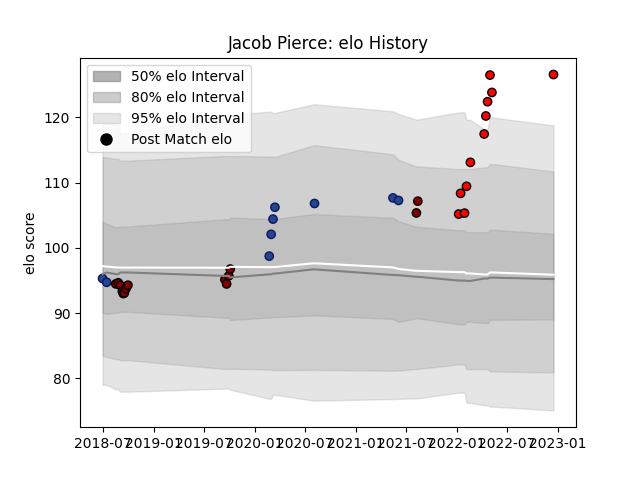 Jacob Pierce: elo History
50% elo Interval
80% elo Interval
95% elo Interval
Post Match elo
elo score
120
110
100
90
80
2018-07 2019-01 2019-07 2020-01 2020-07 2021-01 2021-07 2022-01 2022-07 2023-01